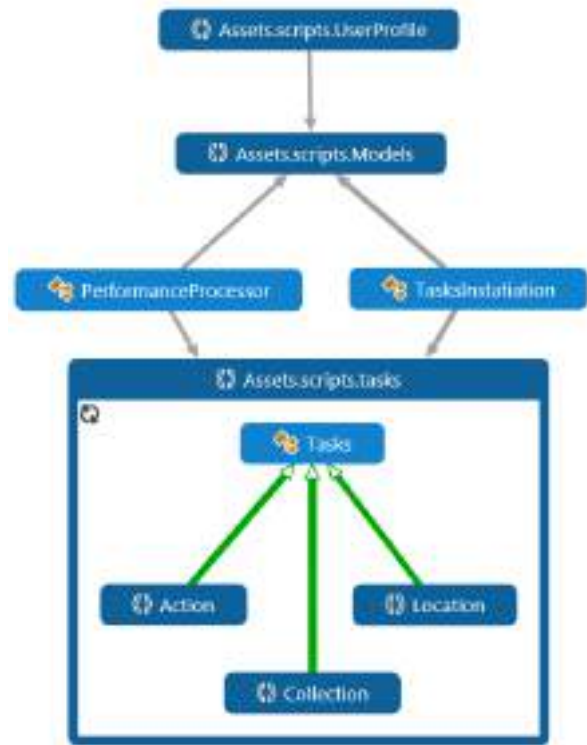 Assets.scripts.UserProfile
Assets.scripts.Models
PerformanceProcessor
TasksInstatiation
Assets.scripts.tasks
Tasks
Action
Location
Collection